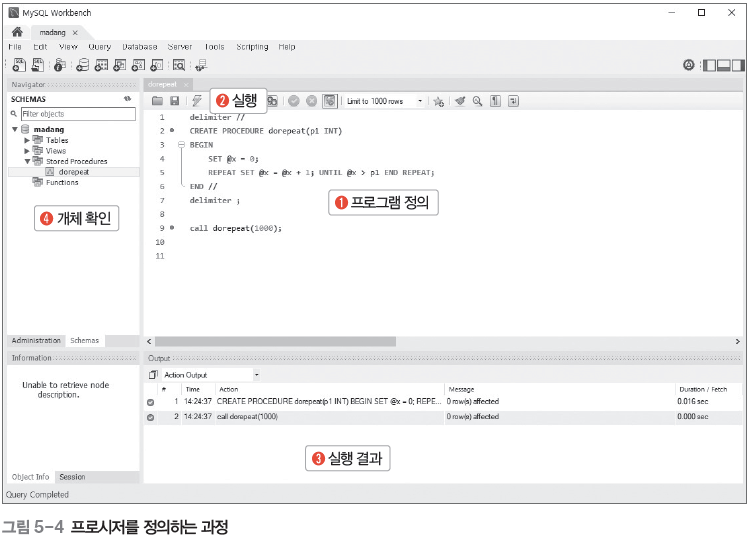 MySQL Workbench
madang ×
File Edit View Query Database Server Tools Scripting Help
Navigator
SCHEMAS
Filter objects
madang
Tables
Views
Stored Procedures
dorepeat
Functions
❹ 개체 확인
Administration Schemas
Information
Unable to retrieve node
description.
Object Info Session
Query Completed
dorepeat ×
❷ 실행
Limit to 1000 rows
1 delimiter //
2 CREATE PROCEDURE dorepeat(p1 INT)
3 BEGIN
4 SET @x = 0;
5 REPEAT SET @x = @x + 1; UNTIL @x > p1 END REPEAT;
6 END //
7 delimiter ;
8
9 call dorepeat(1000);
10
11
❶ 프로그램 정의
Output
Action Output
# Time Action Message Duration / Fetch
1 14:24:37 CREATE PROCEDURE dorepeat(p1 INT) BEGIN SET @x = 0; REPE... 0 row(s) affected 0.016 sec
2 14:24:37 call dorepeat(1000) 0 row(s) affected 0.000 sec
❸ 실행 결과
그림 5-4 프로시저를 정의하는 과정